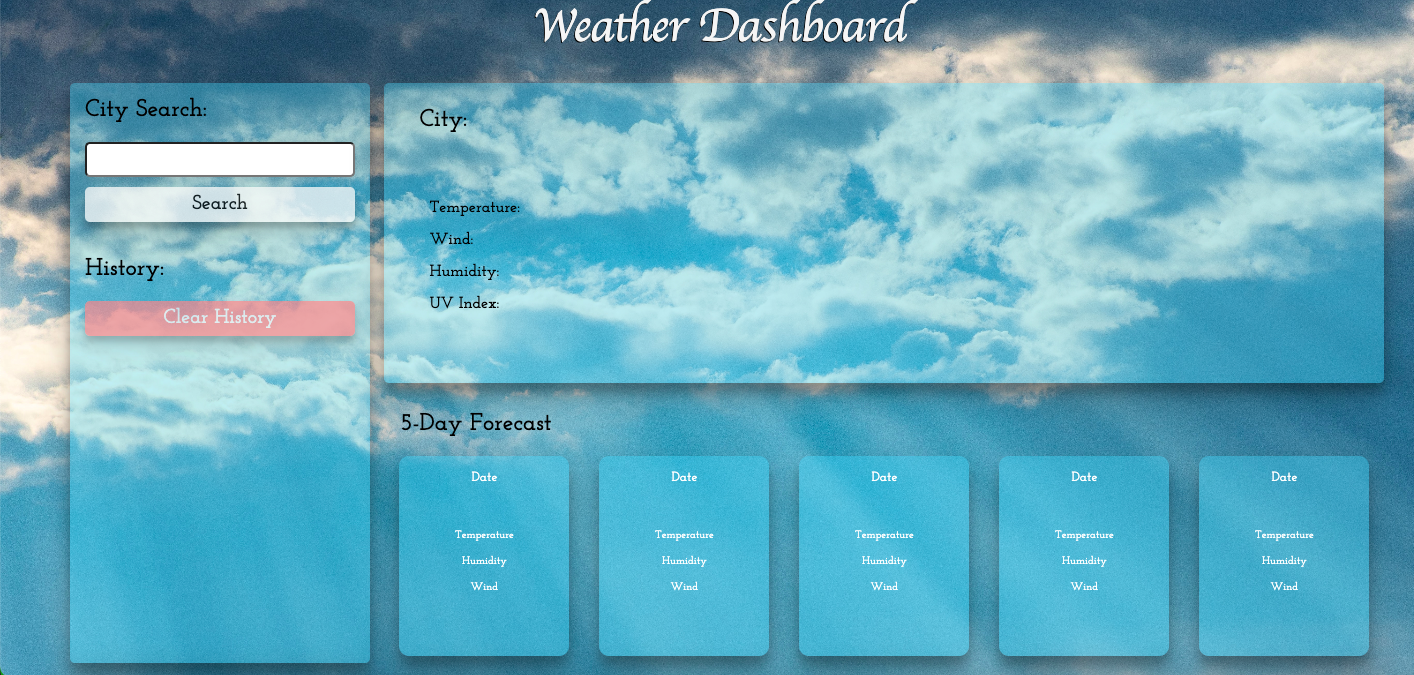 Weather Dashboard
City Search:
Search
History:
Clear History
City:
Temperature:
Wind:
Humidity:
UV Index:
5-Day Forecast
Date
Temperature
Humidity
Wind
Date
Temperature
Humidity
Wind
Date
Temperature
Humidity
Wind
Date
Temperature
Humidity
Wind
Date
Temperature
Humidity
Wind